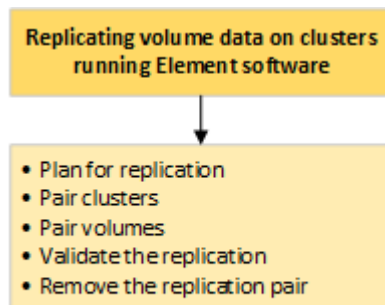 Replicating volume data on clusters
running Element software
• Plan for replication
• Pair clusters
• Pair volumes
• Validate the replication
• Remove the replication pair